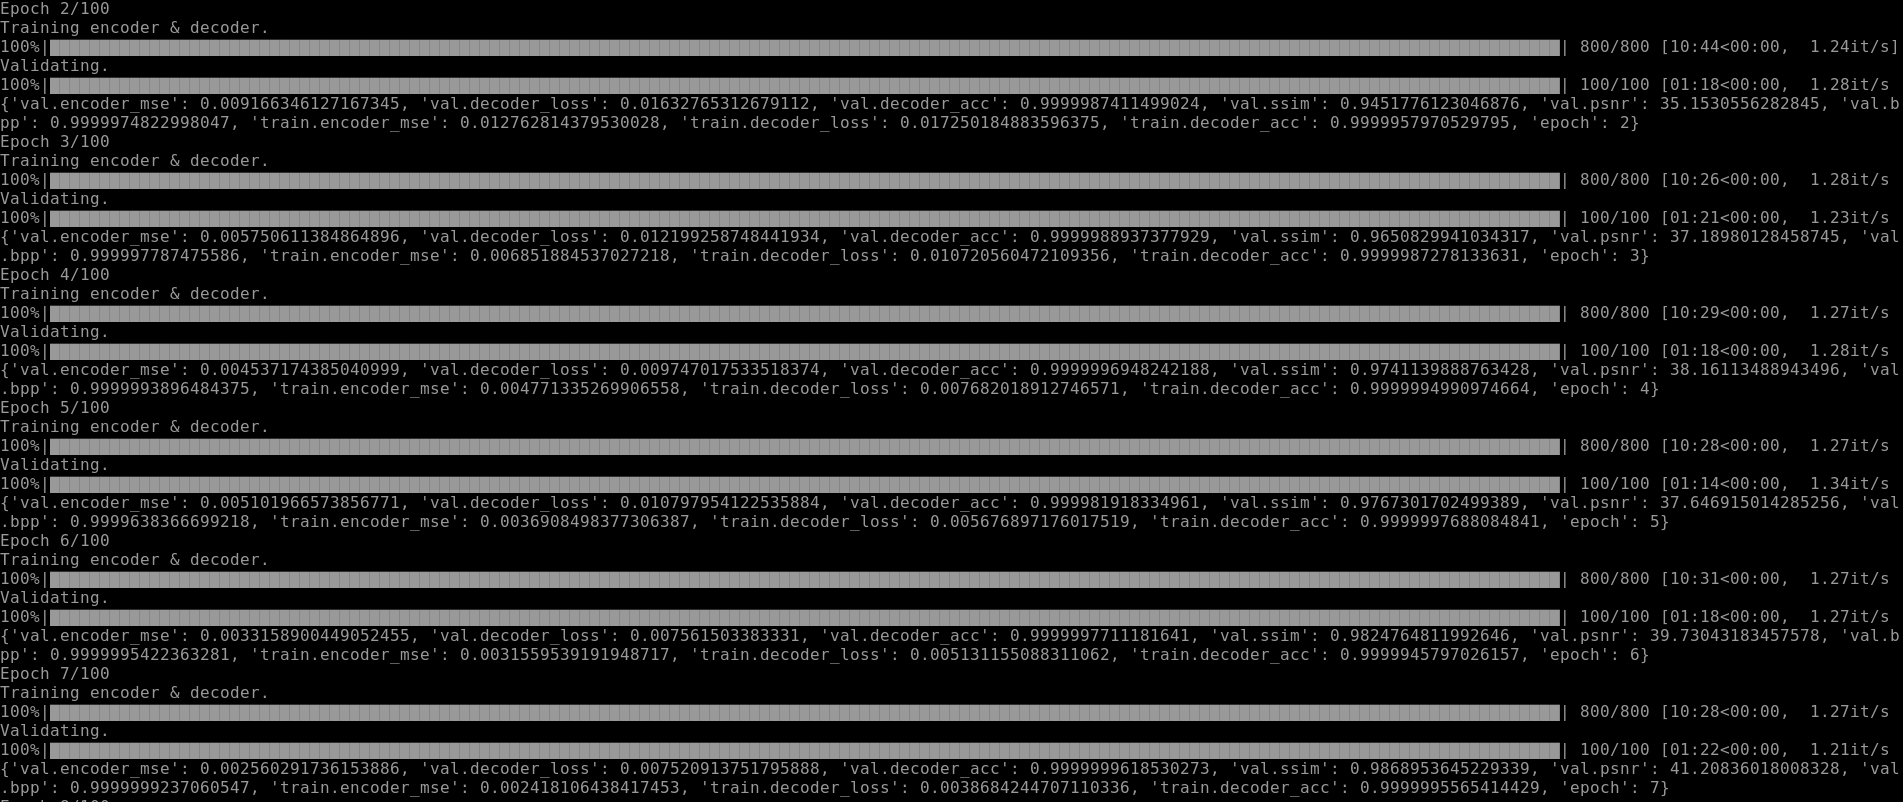 Epoch 2/100
Training encoder & decoder.
100%| | 800/800 [10:44<00:00,  1.24it/s]
Validating.
100%| | 100/100 [01:18<00:00,  1.28it/s
{'val.encoder_mse': 0.009166346127167345, 'val.decoder_loss': 0.01632765312679112, 'val.decoder_acc': 0.9999987411499024, 'val.ssim': 0.9451776123046876, 'val.psnr': 35.1530556282845, 'val.b
pp': 0.9999974822998047, 'train.encoder_mse': 0.012762814379530028, 'train.decoder_loss': 0.017250184883596375, 'train.decoder_acc': 0.9999957970529795, 'epoch': 2}
Epoch 3/100
Training encoder & decoder.
100%| | 800/800 [10:26<00:00,  1.28it/s
Validating.
100%| | 100/100 [01:21<00:00,  1.23it/s
{'val.encoder_mse': 0.005750611384864896, 'val.decoder_loss': 0.012199258748441934, 'val.decoder_acc': 0.9999988937377929, 'val.ssim': 0.9650829941034317, 'val.psnr': 37.18980128458745, 'val
.bpp': 0.999997787475586, 'train.encoder_mse': 0.006851884537027218, 'train.decoder_loss': 0.010720560472109356, 'train.decoder_acc': 0.9999987278133631, 'epoch': 3}
Epoch 4/100
Training encoder & decoder.
100%| | 800/800 [10:29<00:00,  1.27it/s
Validating.
100%| | 100/100 [01:18<00:00,  1.28it/s
{'val.encoder_mse': 0.004537174385040999, 'val.decoder_loss': 0.009747017533518374, 'val.decoder_acc': 0.9999996948242188, 'val.ssim': 0.9741139888763428, 'val.psnr': 38.16113488943496, 'val
.bpp': 0.9999993896484375, 'train.encoder_mse': 0.004771335269906558, 'train.decoder_loss': 0.007682018912746571, 'train.decoder_acc': 0.9999994990974664, 'epoch': 4}
Epoch 5/100
Training encoder & decoder.
100%| | 800/800 [10:28<00:00,  1.27it/s
Validating.
100%| | 100/100 [01:14<00:00,  1.34it/s
{'val.encoder_mse': 0.005101966573856771, 'val.decoder_loss': 0.010797954122535884, 'val.decoder_acc': 0.999981918334961, 'val.ssim': 0.9767301702499389, 'val.psnr': 37.646915014285256, 'val
.bpp': 0.9999638366699218, 'train.encoder_mse': 0.0036908498377306387, 'train.decoder_loss': 0.005676897176017519, 'train.decoder_acc': 0.9999997688084841, 'epoch': 5}
Epoch 6/100
Training encoder & decoder.
100%| | 800/800 [10:31<00:00,  1.27it/s
Validating.
100%| | 100/100 [01:18<00:00,  1.27it/s
{'val.encoder_mse': 0.0033158900449052455, 'val.decoder_loss': 0.007561503383331, 'val.decoder_acc': 0.9999997711181641, 'val.ssim': 0.9824764811992646, 'val.psnr': 39.73043183457578, 'val.b
pp': 0.9999995422363281, 'train.encoder_mse': 0.0031559539191948717, 'train.decoder_loss': 0.005131155088311062, 'train.decoder_acc': 0.9999945797026157, 'epoch': 6}
Epoch 7/100
Training encoder & decoder.
100%| | 800/800 [10:28<00:00,  1.27it/s
Validating.
100%| | 100/100 [01:22<00:00,  1.21it/s
{'val.encoder_mse': 0.002560291736153886, 'val.decoder_loss': 0.007520913751795888, 'val.decoder_acc': 0.9999999618530273, 'val.ssim': 0.9868953645229339, 'val.psnr': 41.20836018008328, 'val
.bpp': 0.9999999237060547, 'train.encoder_mse': 0.002418106438417453, 'train.decoder_loss': 0.0038684244707110336, 'train.decoder_acc': 0.9999995565414429, 'epoch': 7}